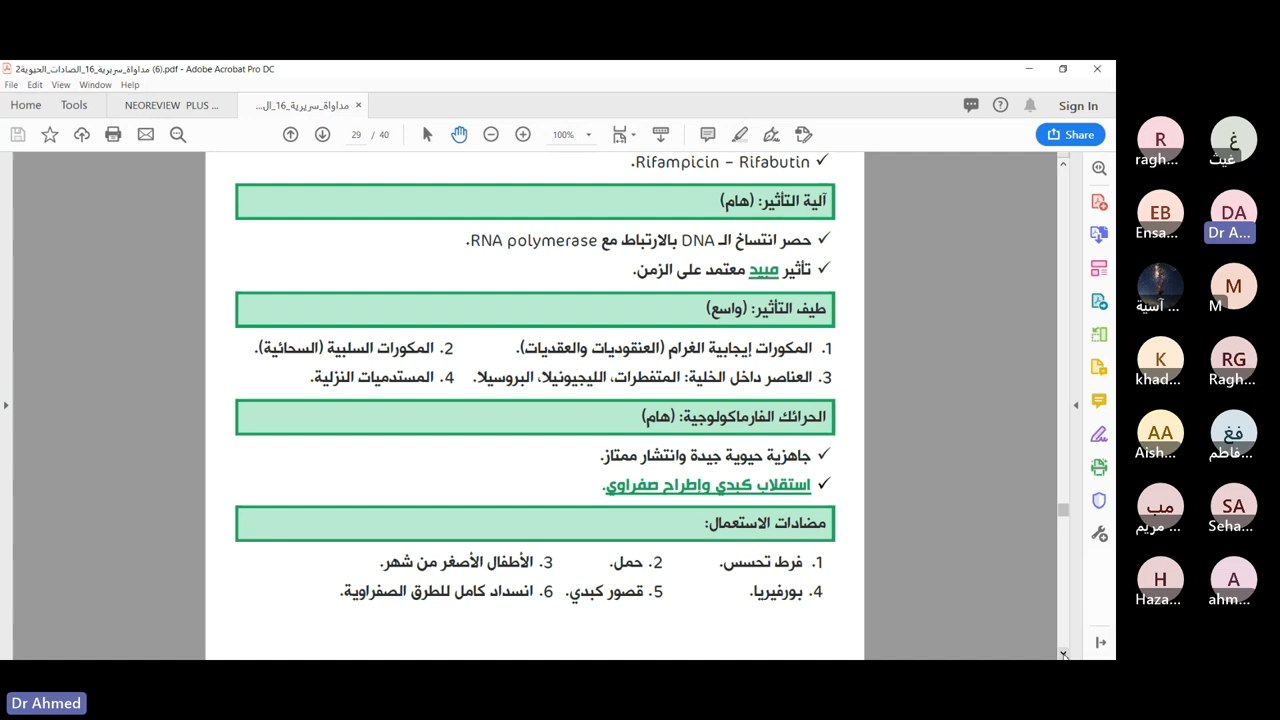 مداواة_سريرية_16_الصادات_الحيوية2 (6).pdf - Adobe Acrobat Pro DC
File Edit View Window Help
Home Tools NEOREVIEW PLUS ... مداواة_سريرية_16_ال... × Sign In
29 / 40 100% Share
✓ Rifampicin – Rifabutin.
آلية التأثير: (هام)
✓ حصر انتساخ الـ DNA بالارتباط مع RNA polymerase.
✓ تأثير مبيد معتمد على الزمن.
طيف التأثير: (واسع)
1. المكورات إيجابية الغرام (العنقوديات والعقديات). 2. المكورات السلبية (السحائية).
3. العناصر داخل الخلية: المتفطرات، الليجيونيلا، البروسيلا. 4. المستدميات النزلية.
الحرائك الفارماكولوجية: (هام)
✓ جاهزية حيوية جيدة وانتشار ممتاز.
✓ استقلاب كبدي وإطراح صفراوي.
مضادات الاستعمال:
1. فرط تحسس. 2. حمل. 3. الأطفال الأصغر من شهر.
4. بورفيريا. 5. قصور كبدي. 6. انسداد كامل للطرق الصفراوية.
R غ
ragh... غيث
EB DA
Ensa... Dr A...
M
آسية ... M
K RG
khad... Ragh...
AA فغ
Aish... فاطم...
مب SA
مريم ... Seha...
H A
Haza... ahm...
Dr Ahmed